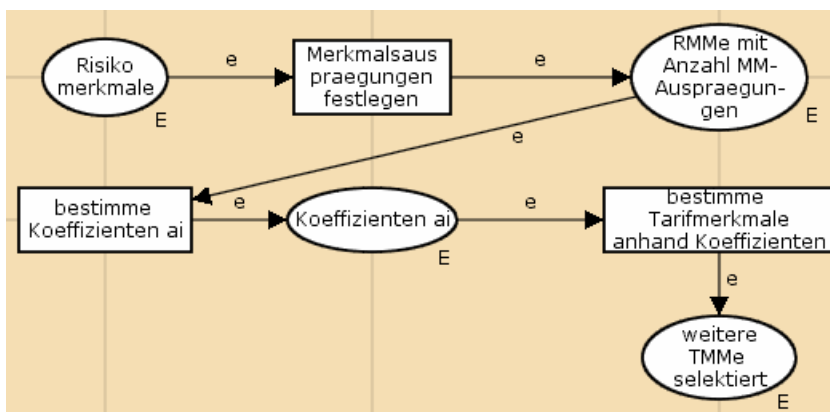 Risiko
merkmale
E
e
Merkmalsaus
praegungen
festlegen
e
RMMe mit
Anzahl MM-
Auspraegun-
gen
E
e
bestimme
Koeffizienten ai
e
Koeffizienten ai
E
e
bestimme
Tarifmerkmale
anhand Koeffizienten
e
weitere
TMMe
selektiert
E